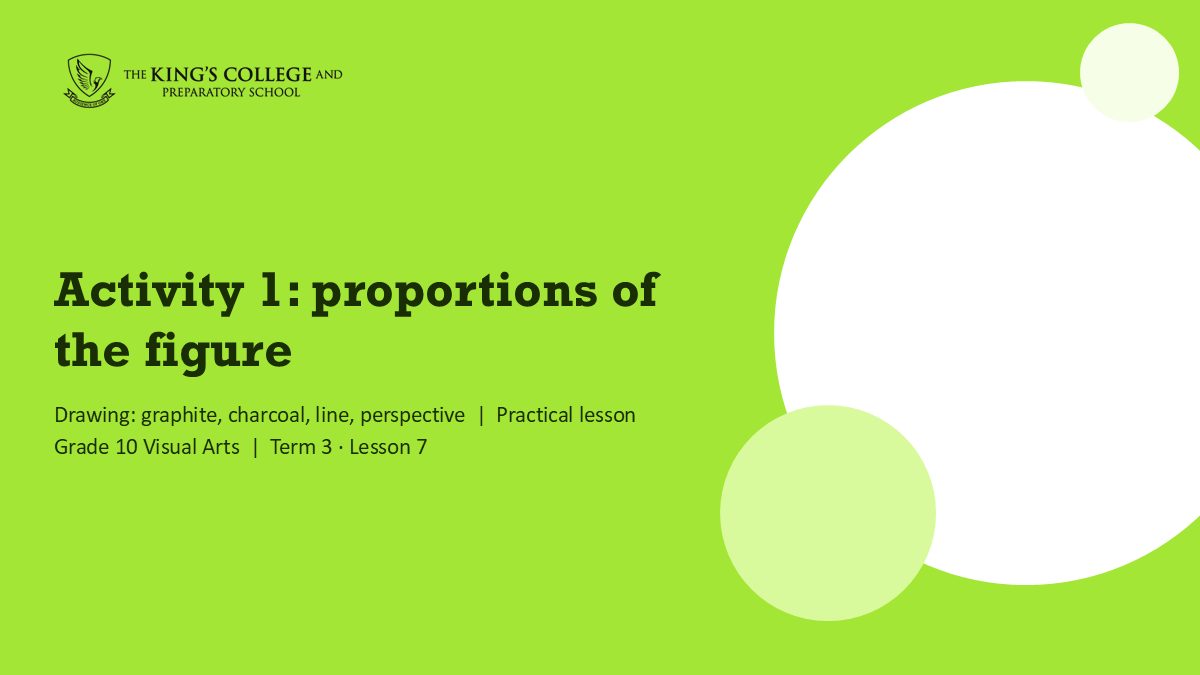 THE KING'S COLLEGE AND
PREPARATORY SCHOOL
Activity 1: proportions of
the figure
Drawing: graphite, charcoal, line, perspective | Practical lesson
Grade 10 Visual Arts | Term 3 · Lesson 7